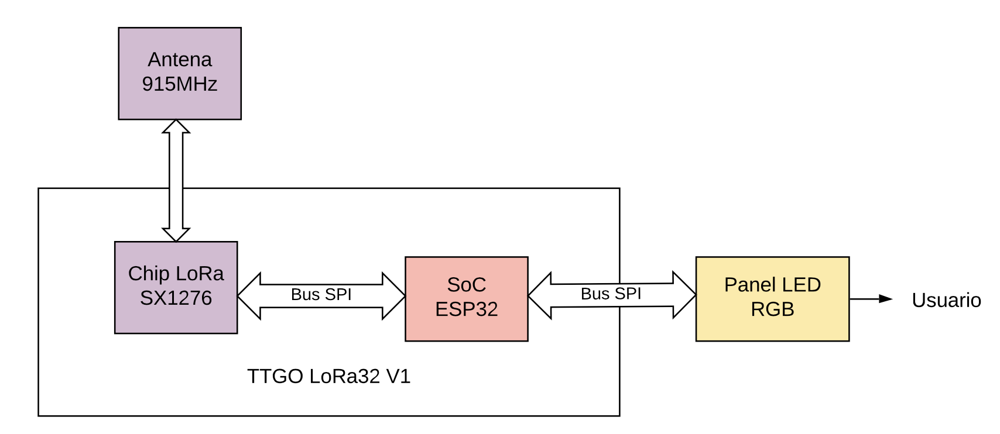 Antena
915MHz
Chip LoRa
SX1276
Bus SPI
SoC
ESP32
Bus SPI
Panel LED
RGB
Usuario
TTGO LoRa32 V1